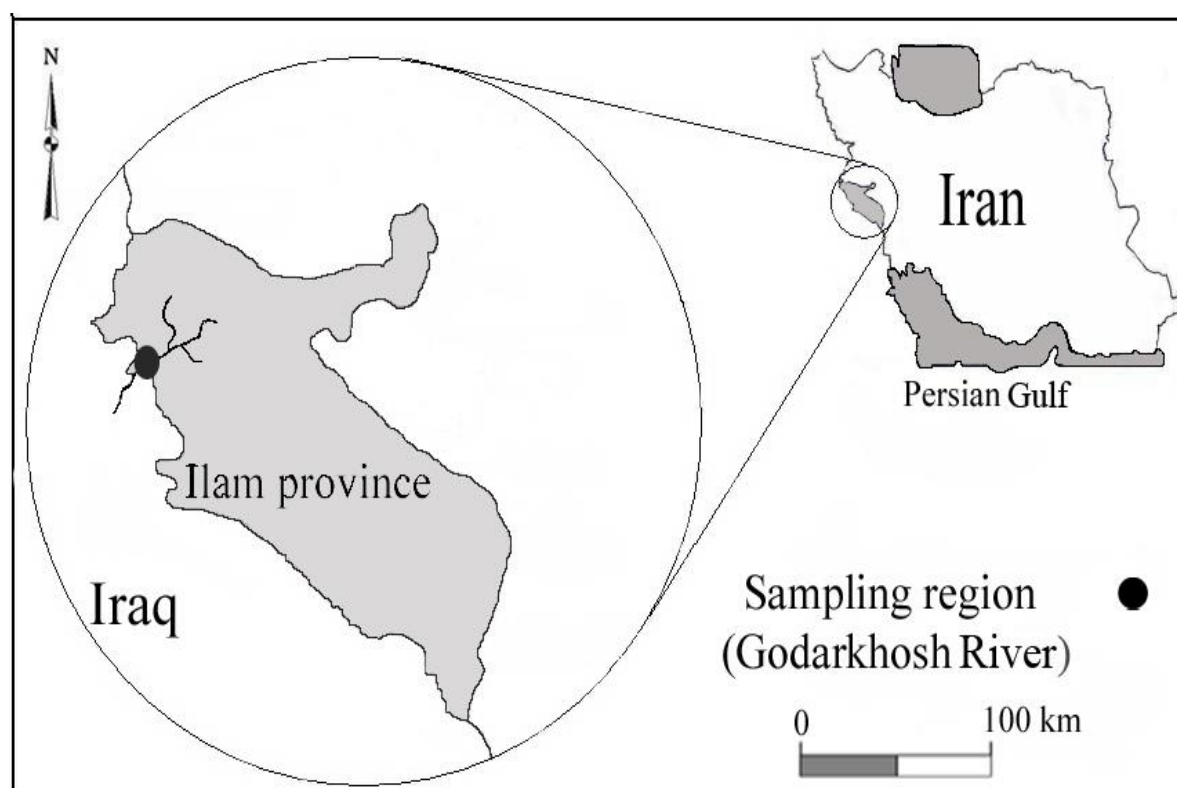 N
Iran
Persian Gulf
Ilam province
Iraq
Sampling region
(Godarkhosh River)
0 100 km